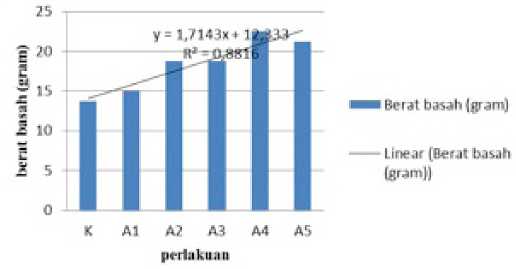 25
20
15
10
5
0
berat basah (gram)
y = 1,7143x + 12,333
R² = 0,8816
K A1 A2 A3 A4 A5
perlakuan
Berat basah (gram)
Linear (Berat basah
(gram))